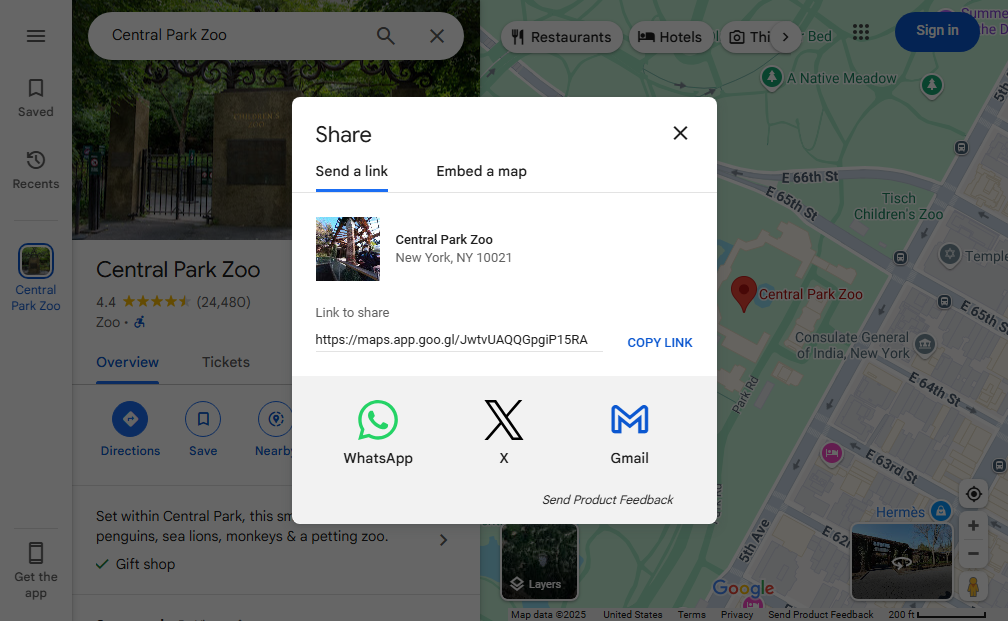 Central Park Zoo
Restaurants
Hotels
Thi
Bed
Sign in
Saved
Recents
Central
Park Zoo
Get the
app
CHILDREN'S
ZOO
Central Park Zoo
4.4
(24,480)
Zoo
Overview
Tickets
Directions
Save
Nearby
Set within Central Park, this sm
penguins, sea lions, monkeys & a petting zoo.
Gift shop
Share
Send a link
Embed a map
Central Park Zoo
New York, NY 10021
Link to share
https://maps.app.goo.gl/JwtvUAQQGpgiP15RA
COPY LINK
WhatsApp
X
Gmail
Send Product Feedback
Summe
the D
A Native Meadow
5th
E 66th St
E 65th St
Tisch
Children's Zoo
Temple
Central Park Zoo
E 65th
Consulate General
of India, New York
E 64th St
Park Rd
E 63rd St
Hermès
5th Ave
Layers
Google
Map data ©2025
United States
Terms
Privacy
Send Product Feedback
200 ft